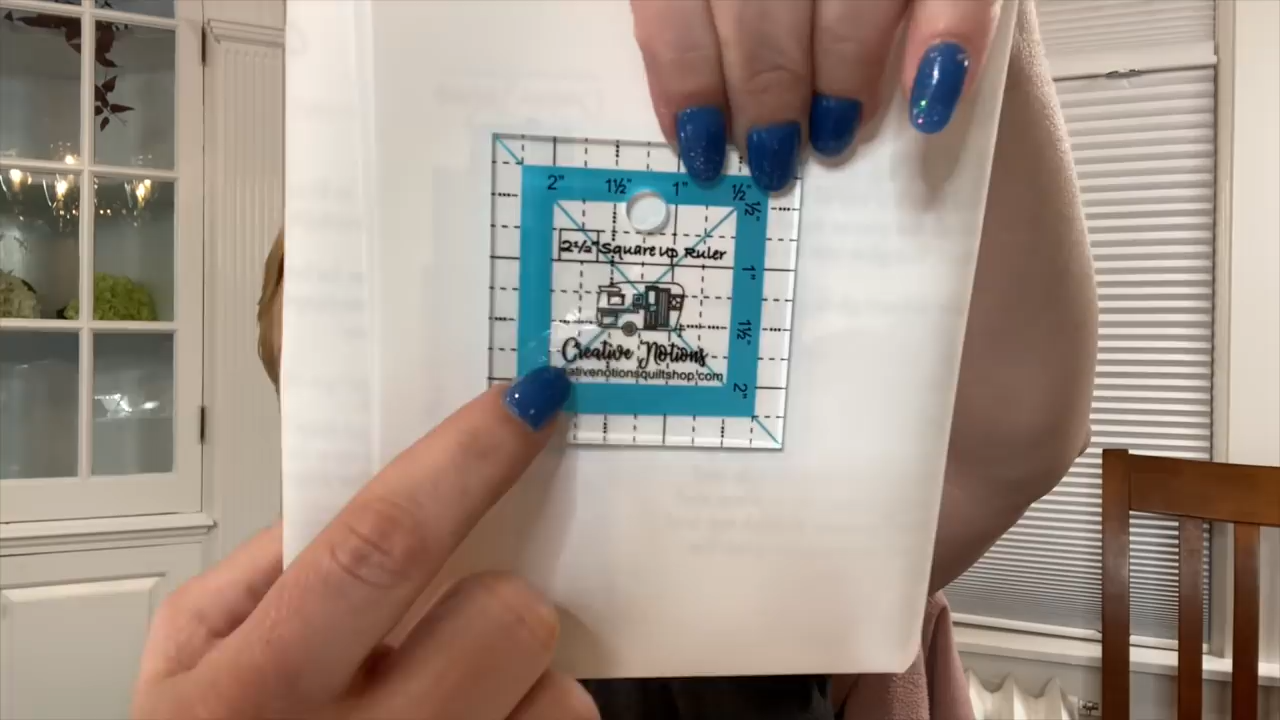 2" 1½" 1" ½"
½"
2½" Square up Ruler
1"
1½"
Creative Notions
eativenotionsquiltshop.com
2"